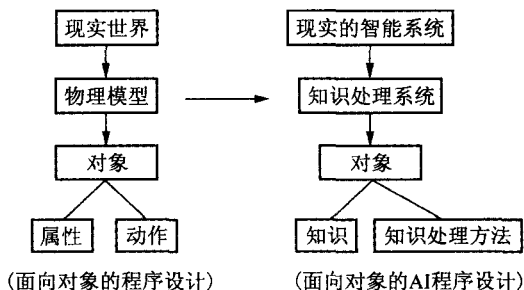 现实世界
物理模型
对象
属性 动作
(面向对象的程序设计)
现实的智能系统
知识处理系统
对象
知识 知识处理方法
(面向对象的AI程序设计)